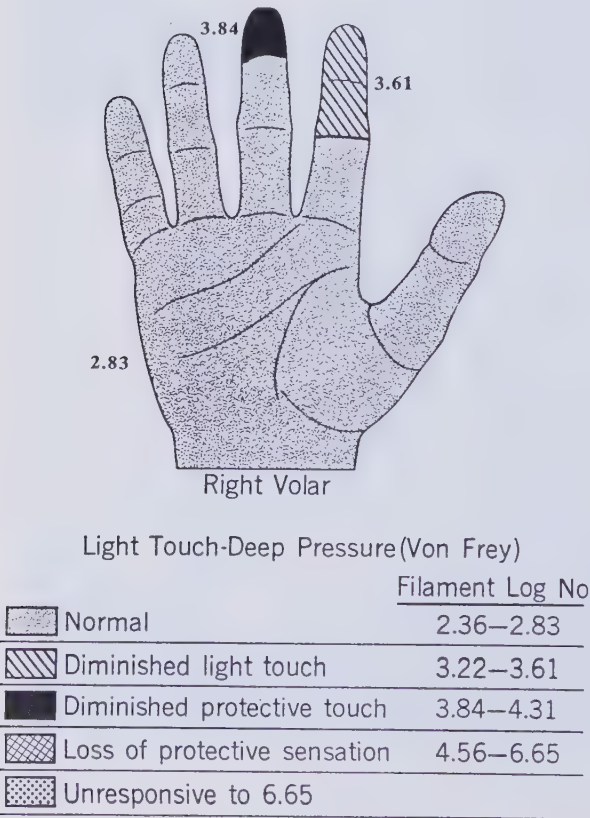 3.84
3.61
2.83
Right Volar
Light Touch-Deep Pressure (Von Frey)
Filament Log No
Normal 2.36–2.83
Diminished light touch 3.22–3.61
Diminished protective touch 3.84–4.31
Loss of protective sensation 4.56–6.65
Unresponsive to 6.65